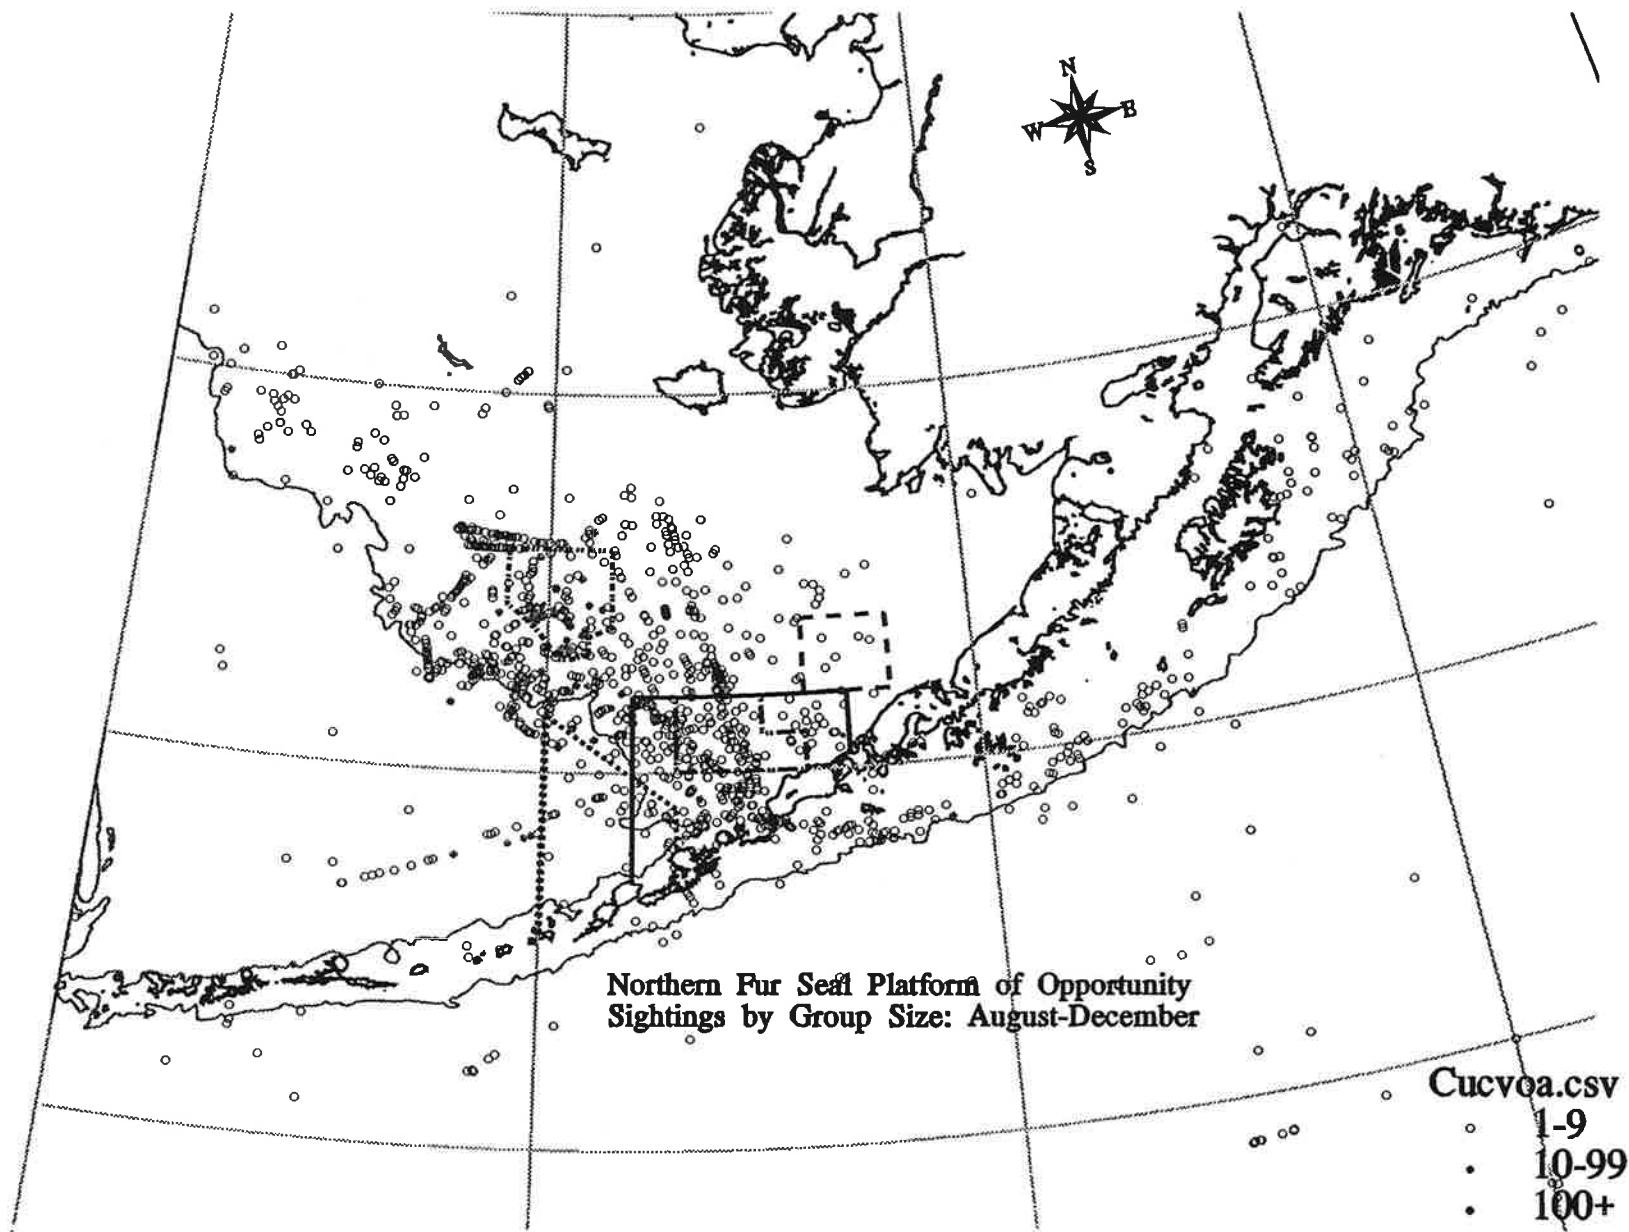 N
W E
S
Northern Fur Seal Platform of Opportunity
Sightings by Group Size: August-December
Cucvoa.csv
1-9
10-99
100+